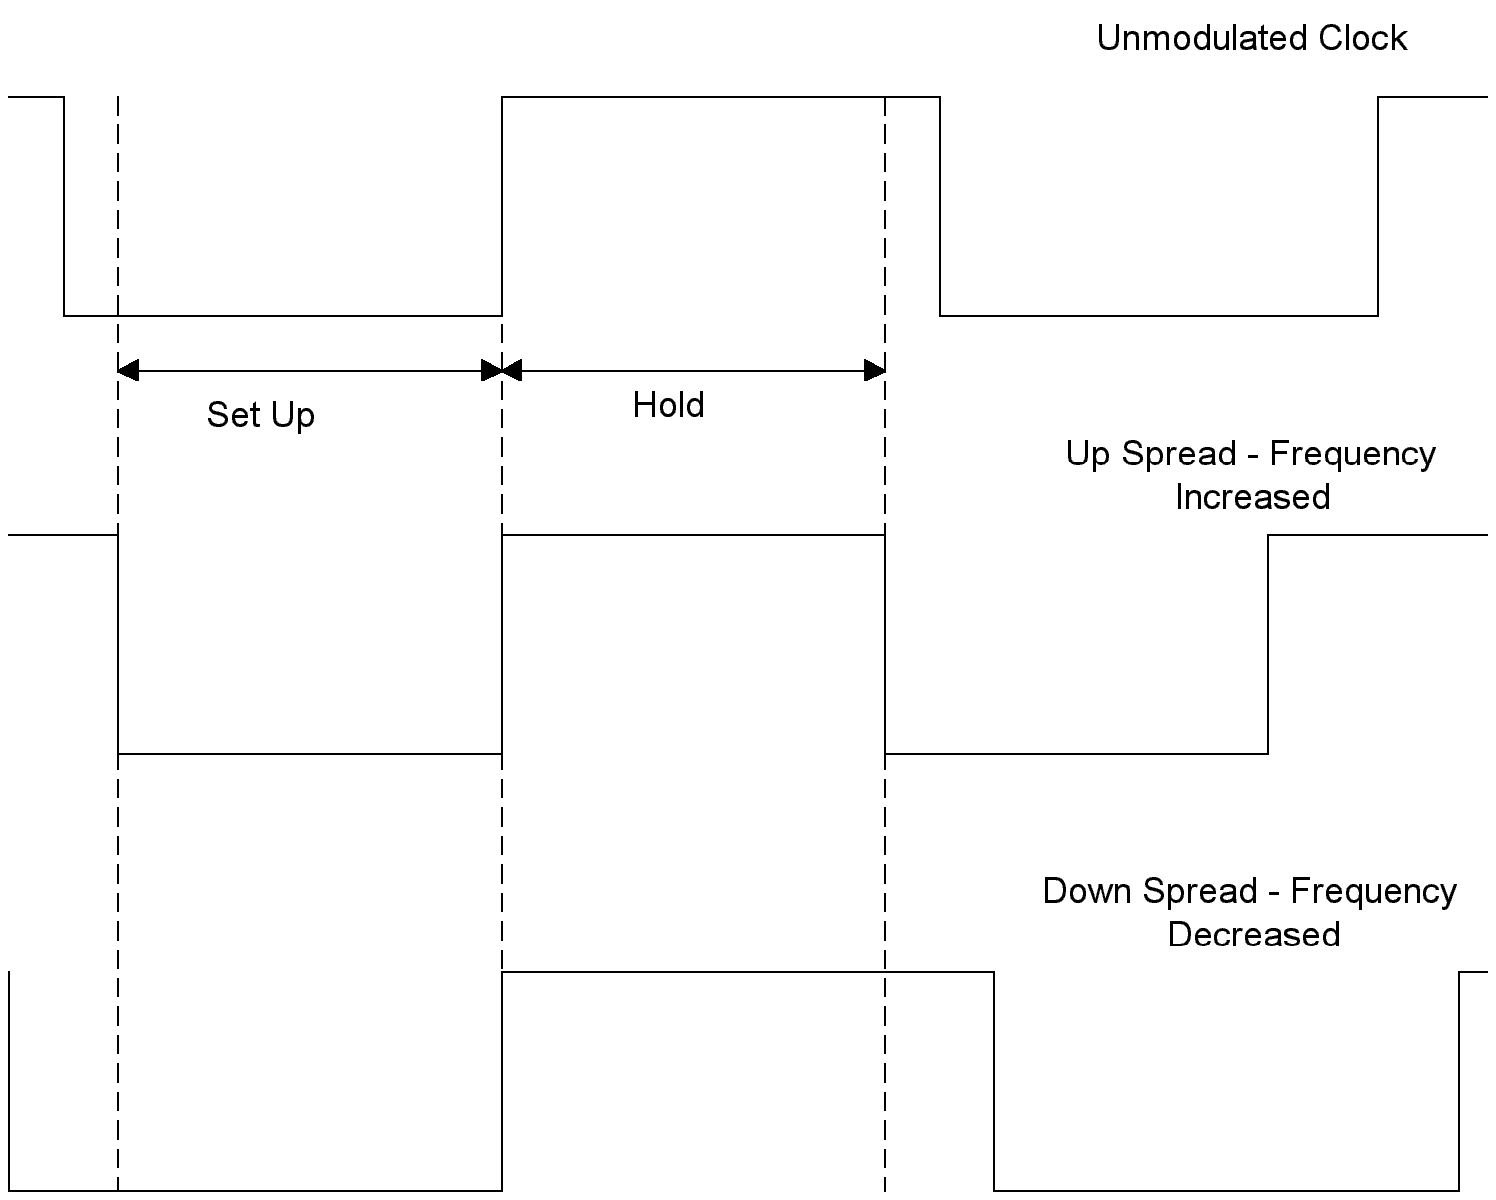 Unmodulated Clock
Set Up
Hold
Up Spread - Frequency
Increased
Down Spread - Frequency
Decreased